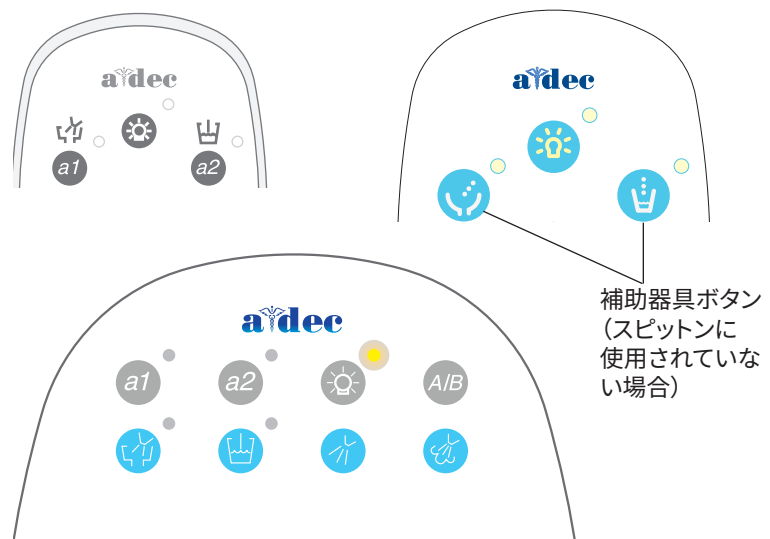 a dec
a1
a2
a dec
補助器具ボタン
（スピットンに
使用されていな
い場合）
a dec
a1
a2
A/B